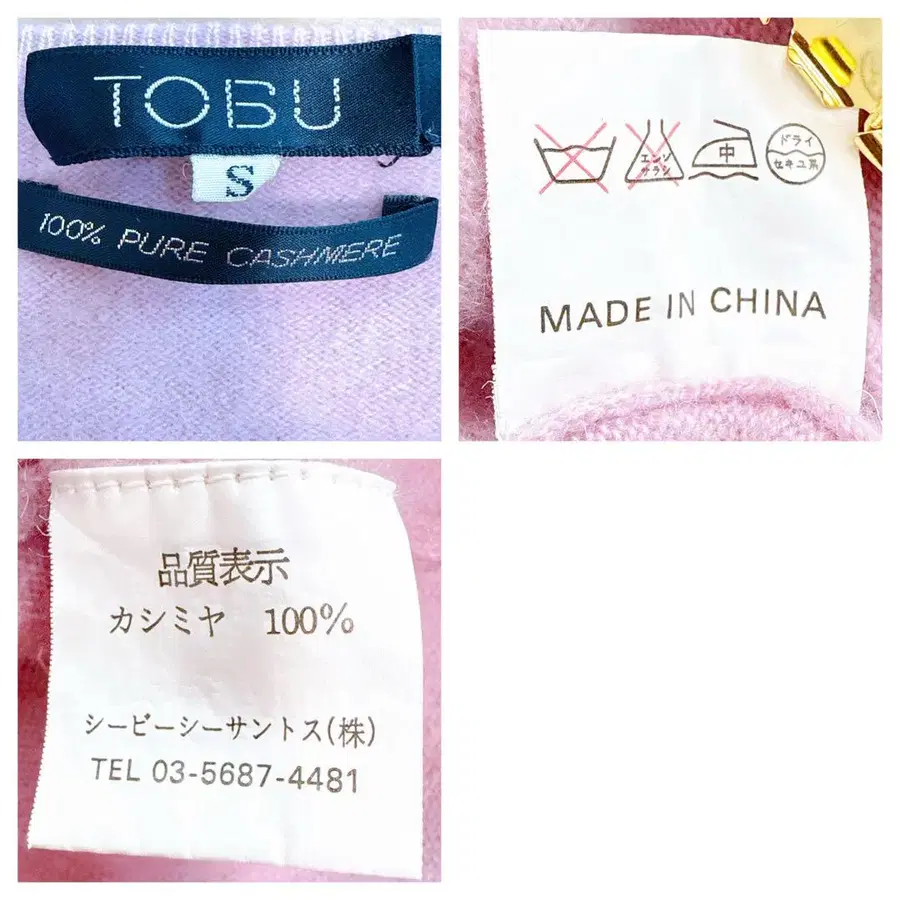 TOBU
S
100% PURE CASHMERE
エンソ
サラシ
中
ドライ
セキユ系
MADE IN CHINA
品質表示
カシミヤ 100%
シービーシーサントス(株)
TEL 03-5687-4481